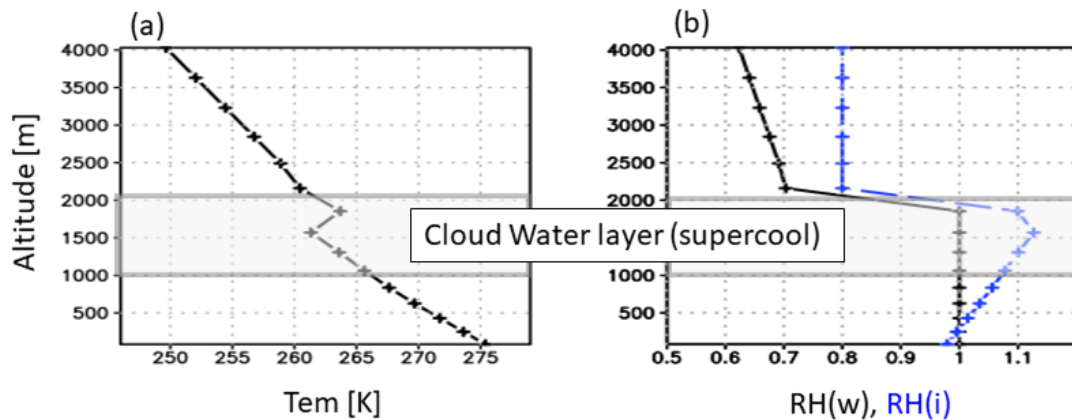 (a)
(b)
4000
3500
3000
2500
2000
1500
1000
500
250 255 260 265 270 275
Altitude [m]
Tem [K]
4000
3500
3000
2500
2000
1500
1000
500
0.5 0.6 0.7 0.8 0.9 1 1.1
RH(w), RH(i)
Cloud Water layer (supercool)